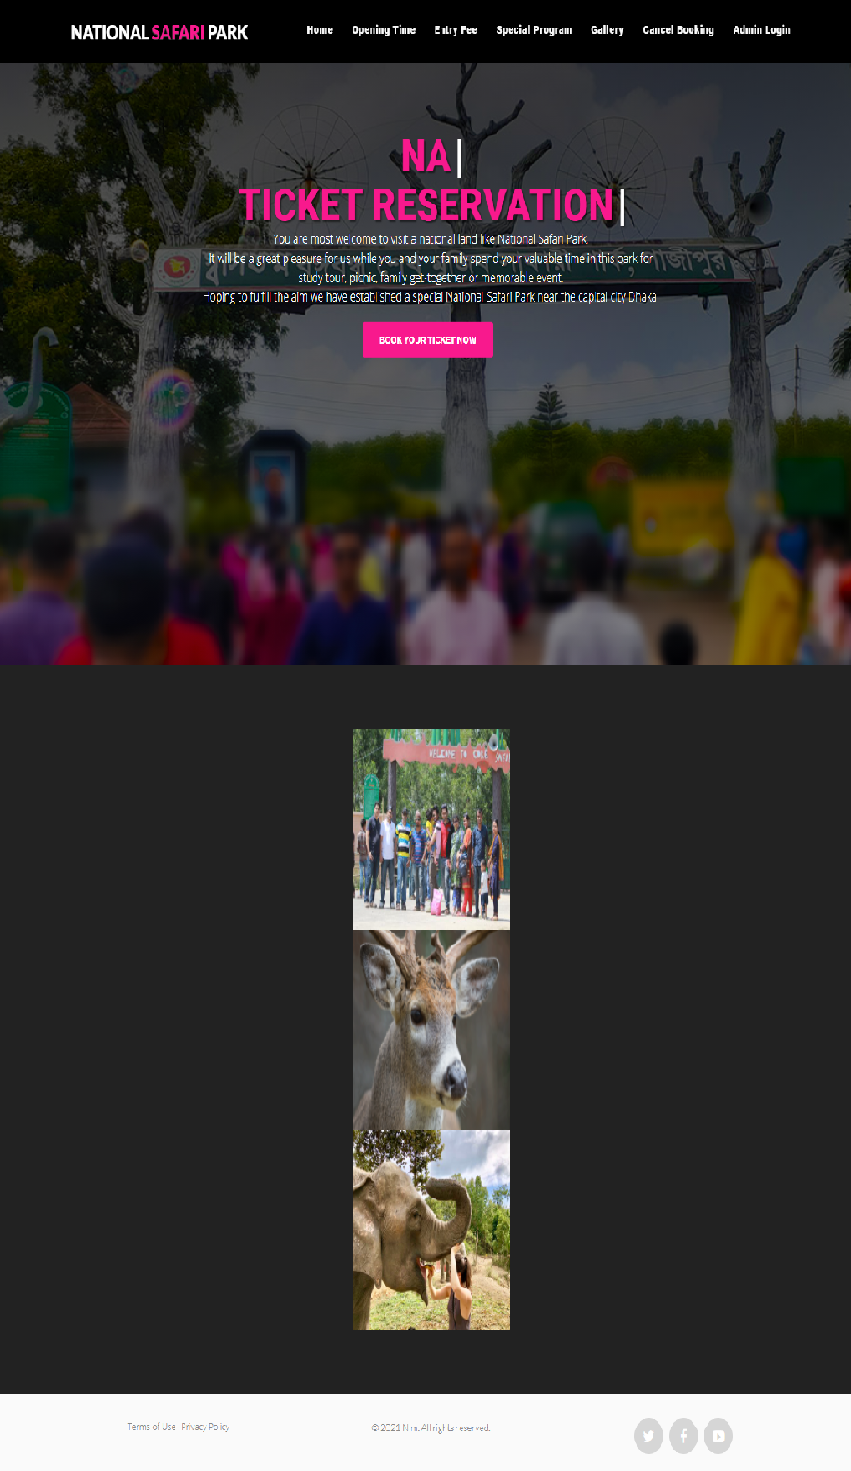 NATIONAL SAFARI PARK
Home Opening Time Entry Fee Special Program Gallery Cancel Booking Admin Login
NA|
TICKET RESERVATION|
You are most welcome to visit a national land like National Safari Park.
It will be a great pleasure for us while you and your family spend your valuable time in this park for
study tour, picnic, family get-together or memorable event.
Hoping to fulfill the aim we have established a special National Safari Park near the capital city Dhaka
গাজীপুর
BOOK YOUR TICKET NOW
WELCOME TO
Terms of Use Privacy Policy
© 2021 All rights reserved.